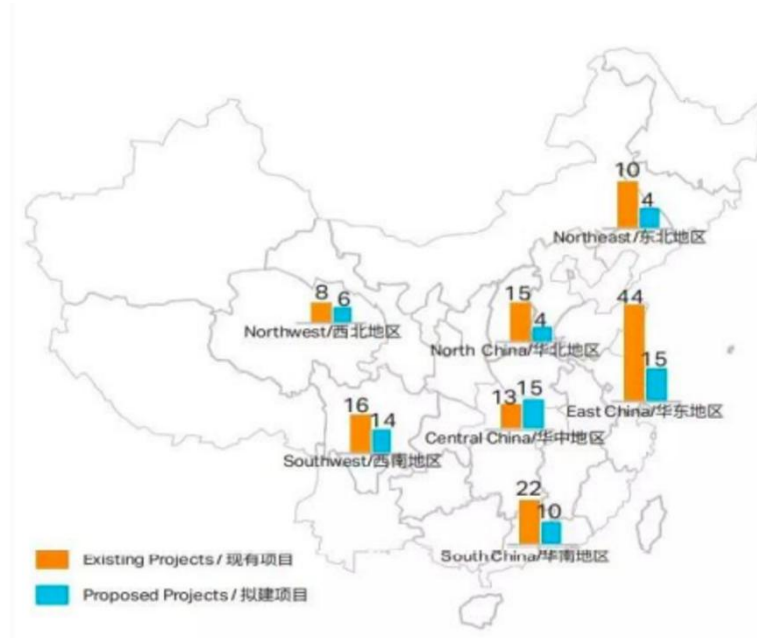 10
4
Northeast/东北地区
8
6
Northwest/西北地区
15
4
North China/华北地区
44
15
East China/华东地区
13
15
Central China/华中地区
16
14
Southwest/西南地区
22
10
South China/华南地区
Existing Projects / 现有项目
Proposed Projects / 拟建项目